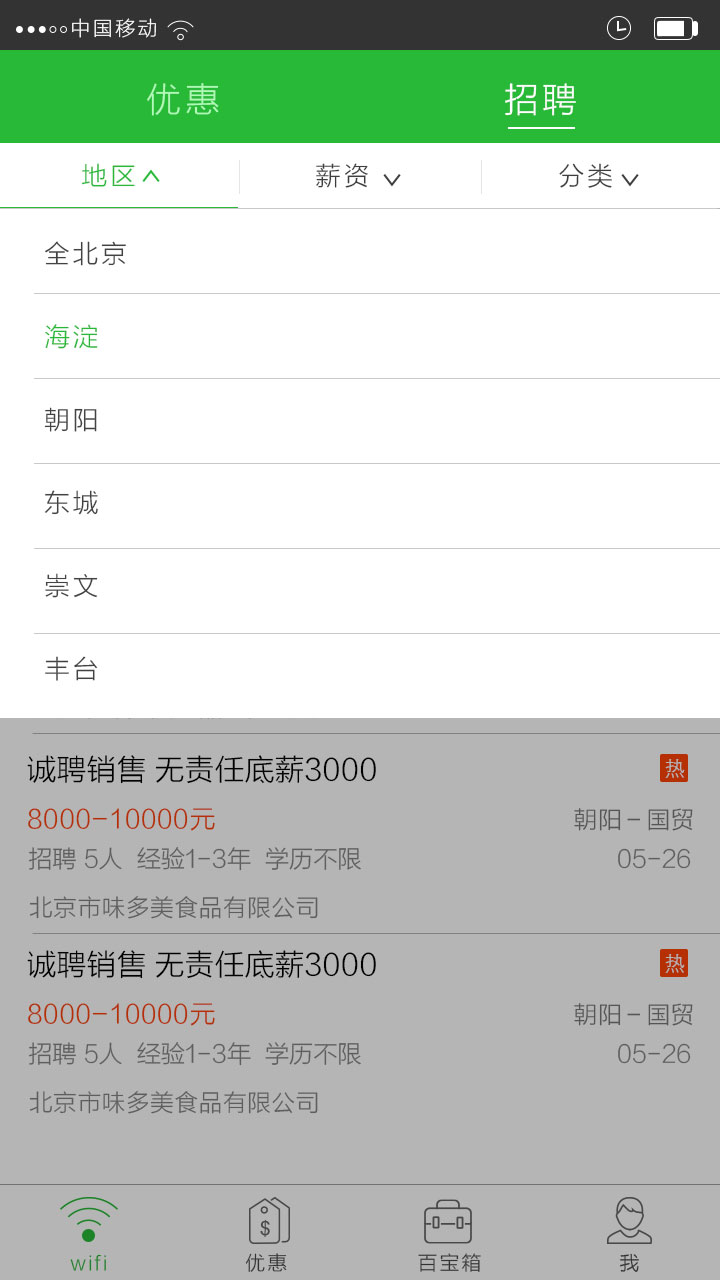 中国移动
优惠 招聘
地区 薪资 分类
全北京
海淀
朝阳
东城
崇文
丰台
诚聘销售 无责任底薪3000 热
8000-10000元 朝阳-国贸
招聘 5人 经验1-3年 学历不限 05-26
北京市味多美食品有限公司
诚聘销售 无责任底薪3000 热
8000-10000元 朝阳-国贸
招聘 5人 经验1-3年 学历不限 05-26
北京市味多美食品有限公司
wifi 优惠 百宝箱 我